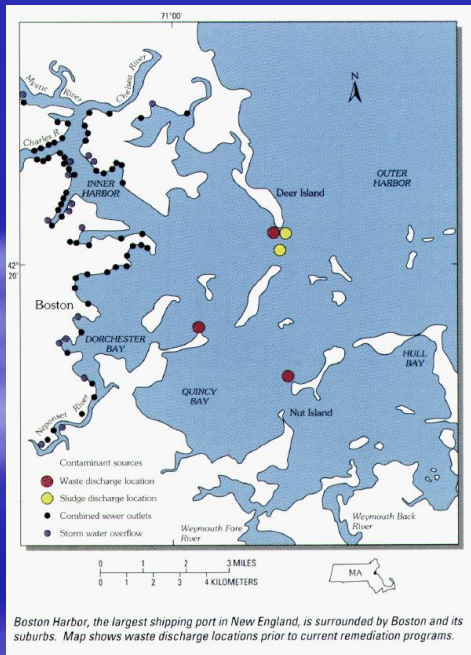 71°00'
Mystic River
Chelsea River
Charles R.
N
INNER HARBOR
OUTER HARBOR
Deer Island
42° 20'
Boston
DORCHESTER BAY
HULL BAY
QUINCY BAY
Neponset River
Nut Island
Contaminant sources
Waste discharge location
Sludge discharge location
Combined sewer outlets
Storm water overflow
Weymouth Fore River
Weymouth Back River
0 1 2 3 MILES
0 1 2 3 4 KILOMETERS
MA
Boston Harbor, the largest shipping port in New England, is surrounded by Boston and its
suburbs. Map shows waste discharge locations prior to current remediation programs.